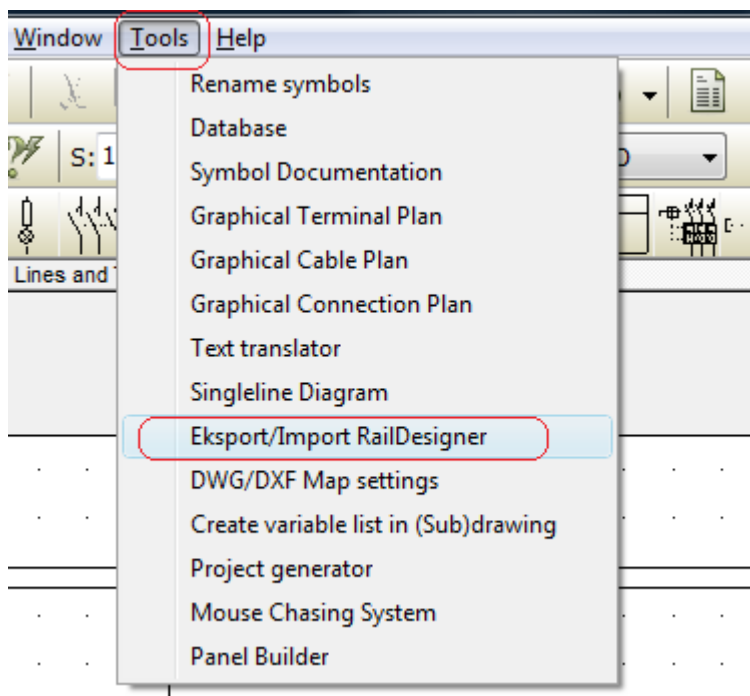 Window Tools Help
Rename symbols
Database
S: 1
Symbol Documentation
Graphical Terminal Plan
Graphical Cable Plan
Lines and
Graphical Connection Plan
Text translator
Singleline Diagram
Eksport/Import RailDesigner
DWG/DXF Map settings
Create variable list in (Sub)drawing
Project generator
Mouse Chasing System
Panel Builder